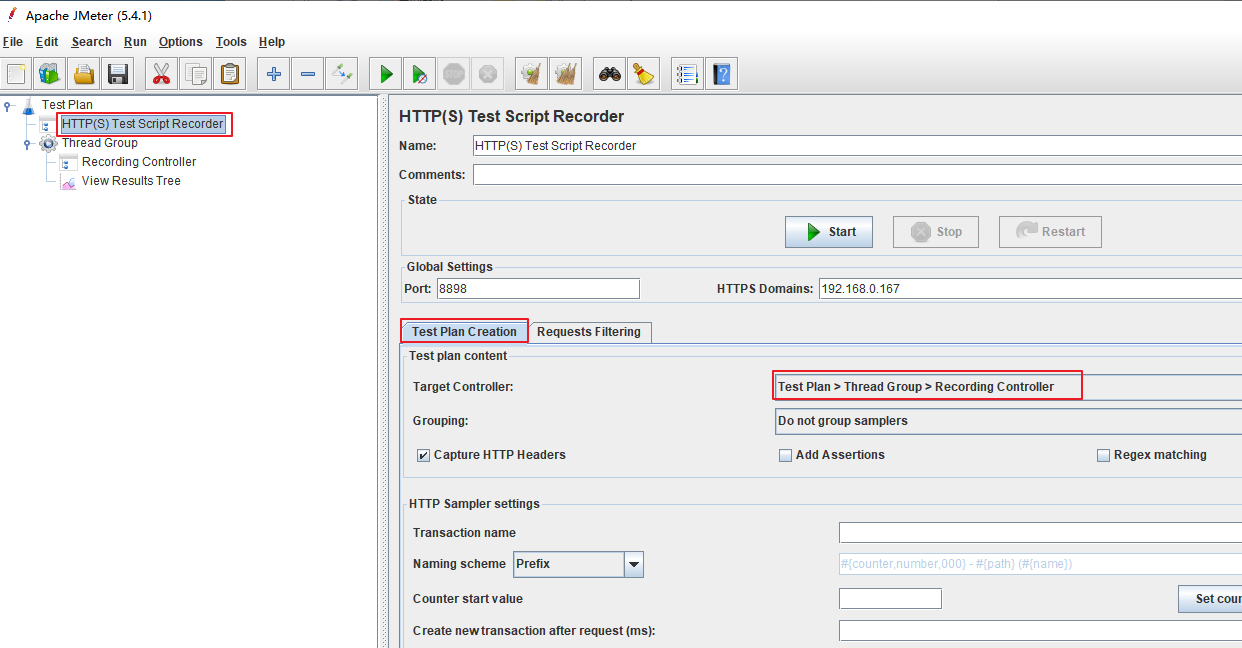 Apache JMeter (5.4.1)
File Edit Search Run Options Tools Help
STOP
Test Plan
HTTP(S) Test Script Recorder
Thread Group
Recording Controller
View Results Tree
HTTP(S) Test Script Recorder
Name: HTTP(S) Test Script Recorder
Comments:
State
Start Stop Restart
Global Settings
Port: 8898 HTTPS Domains: 192.168.0.167
Test Plan Creation Requests Filtering
Test plan content
Target Controller: Test Plan > Thread Group > Recording Controller
Grouping: Do not group samplers
Capture HTTP Headers Add Assertions Regex matching
HTTP Sampler settings
Transaction name
Naming scheme Prefix #{counter,number,000} - #{path} (#{name})
Counter start value Set coun
Create new transaction after request (ms):